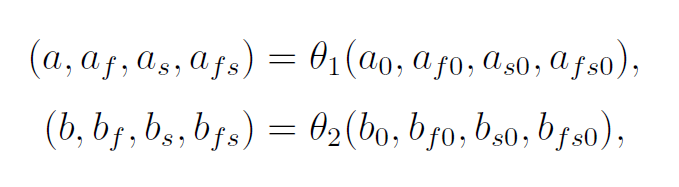 (a, a_f, a_s, a_{fs}) = θ_1(a_0, a_{f0}, a_{s0}, a_{fs0}),
(b, b_f, b_s, b_{fs}) = θ_2(b_0, b_{f0}, b_{s0}, b_{fs0}),